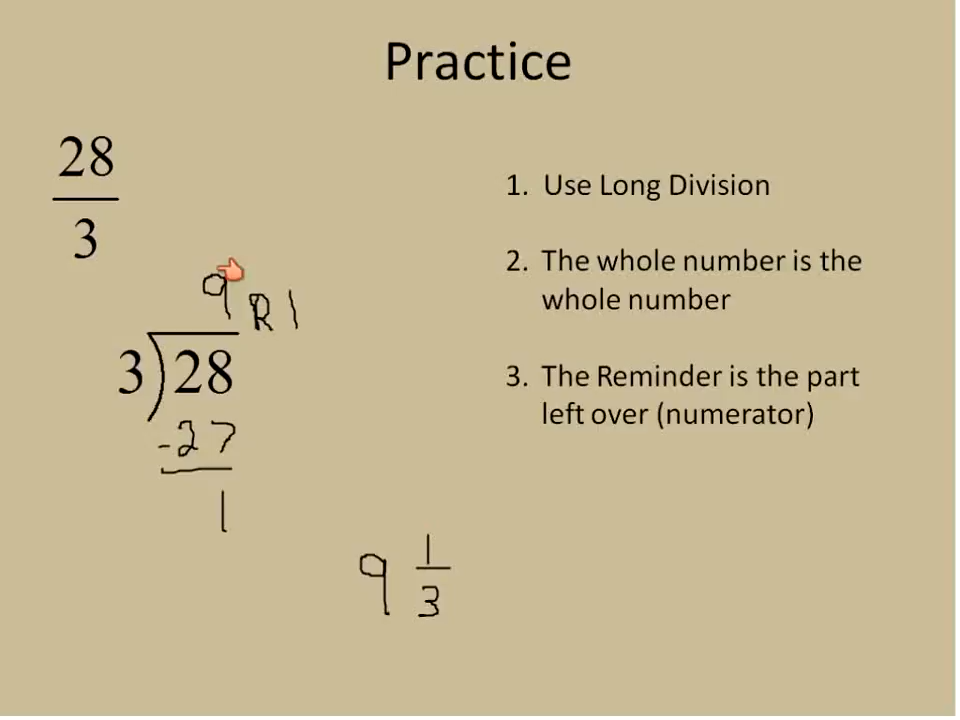 Practice
28
3
1. Use Long Division
2. The whole number is the
whole number
3. The Reminder is the part
left over (numerator)
9 R 1
3)28
-27
1
9 1/3